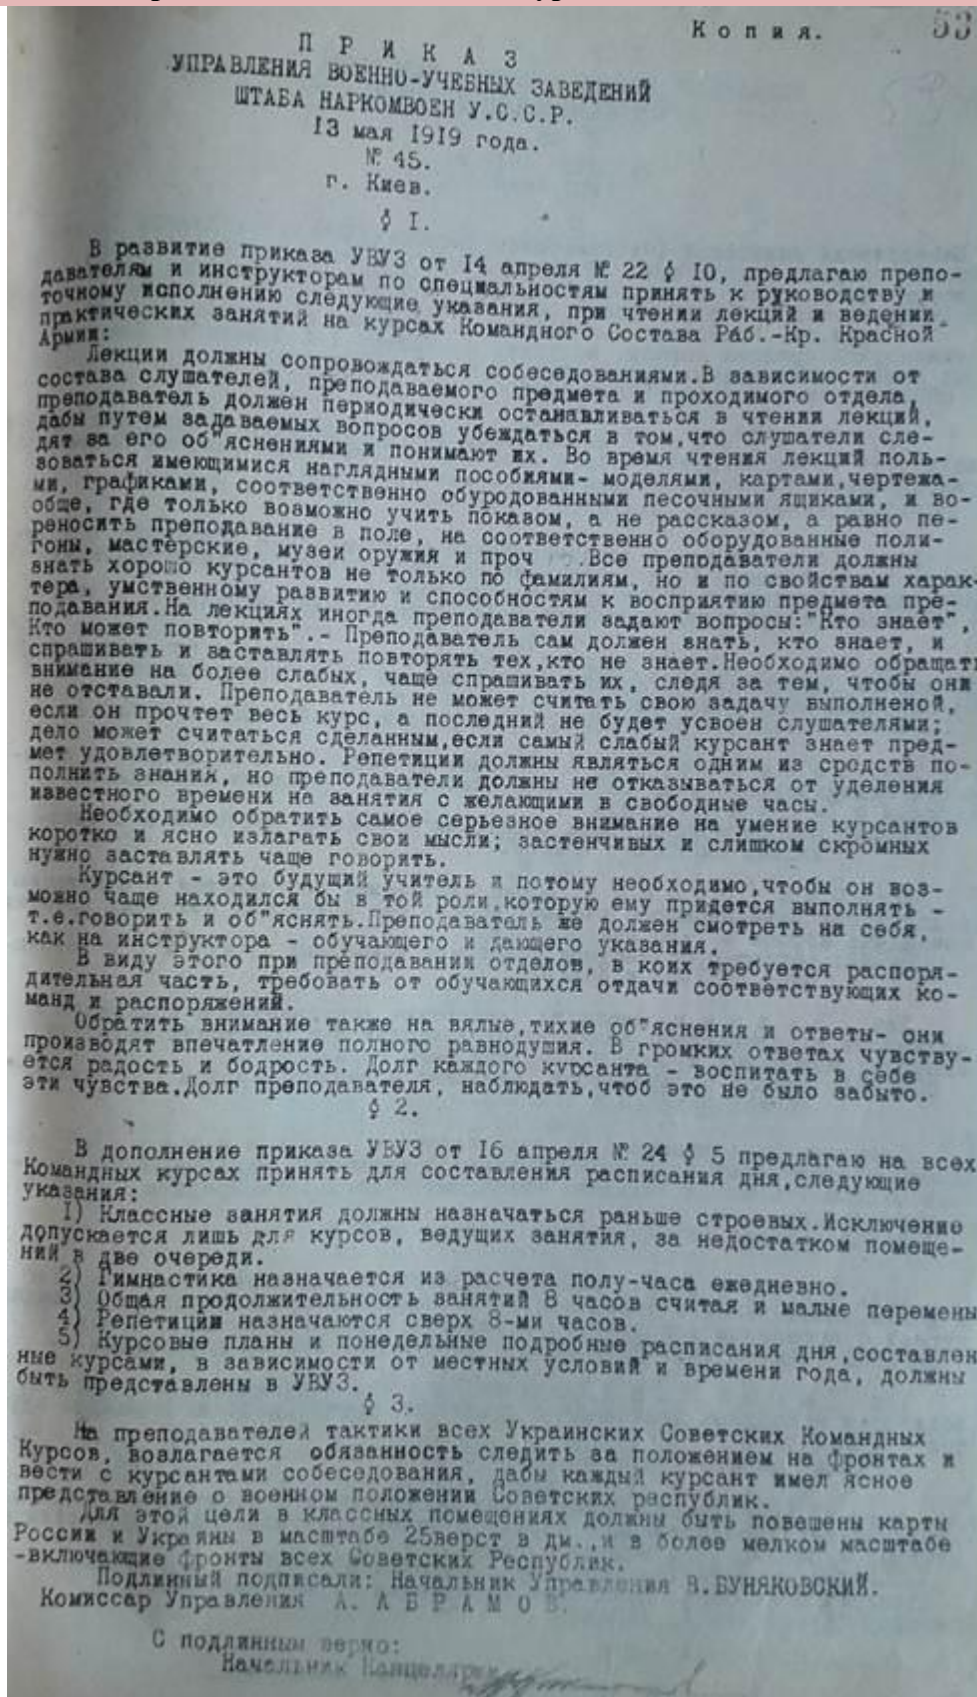 Копия. 53
ПРИКАЗ
УПРАВЛЕНИЯ ВОЕННО-УЧЕБНЫХ ЗАВЕДЕНИЙ
ШТАБА НАРКОМВОЕН У.С.С.Р.
13 мая 1919 года.
№ 45.
г. Киев.
§ I.
В развитие приказа УВУЗ от 14 апреля № 22 § 10, предлагаю препо-
давателям и инструкторам по специальностям принять к руководству и
точному исполнению следующие указания, при чтении лекций и ведении
практических занятий на курсах Командного Состава Раб.-Кр. Красной
Армии:
Лекции должны сопровождаться собеседованиями.В зависимости от
состава слушателей, преподаваемого предмета и проходимого отдела,
преподаватель должен периодически останавливаться в чтении лекций,
дабы путем задаваемых вопросов убеждаться в том,что слушатели сле-
дят за его об"яснениями и понимают их. Во время чтения лекций поль-
зоваться имеющимися наглядными пособиями- моделями, картами,чертежа-
ми, графиками, соответственно обуродованными песочными ящиками, и во-
обще, где только возможно учить показом, а не рассказом, а равно пе-
реносить преподавание в поле, на соответственно оборудованные поли-
гоны, мастерские, музеи оружия и проч .Все преподаватели должны
знать хорошо курсантов не только по фамилиям, но и по свойствам харак-
тера, умственному развитию и способностям к восприятию предмета пре-
подавания.На лекциях иногда преподаватели задают вопросы:"Кто знает",
Кто может повторить".- Преподаватель сам должен знать, кто знает, и
спрашивать и заставлять повторять тех,кто не знает.Необходимо обращать
внимание на более слабых, чаще спрашивать их, следя за тем, чтобы они
не отставали. Преподаватель не может считать свою задачу выполненой,
если он прочтет весь курс, а последний не будет усвоен слушателями;
дело может считаться сделанным,если самый слабый курсант знает пред-
мет удовлетворительно. Репетиции должны являться одним из средств по-
полнить знания, но преподаватели должны не отказываться от уделения
известного времени на занятия с желающими в свободные часы.
Необходимо обратить самое серьезное внимание на умение курсантов
коротко и ясно излагать свои мысли; застенчивых и слишком скромных
нужно заставлять чаще говорить.
Курсант - это будущий учитель и потому необходимо,чтобы он воз-
можно чаще находился бы в той роли,которую ему придется выполнять -
т.е.говорить и об"яснять.Преподаватель же должен смотреть на себя,
как на инструктора - обучающего и дающего указания.
В виду этого при преподавании отделов, в коих требуется распоря-
дительная часть, требовать от обучающихся отдачи соответствующих ко-
манд и распоряжений.
Обратить внимание также на вялые,тихие об"яснения и ответы- они
производят впечатление полного равнодушия. В громких ответах чувству-
ется радость и бодрость. Долг каждого курсанта - воспитать в себе
эти чувства.Долг преподавателя, наблюдать,чтоб это не было забыто.
§ 2.
В дополнение приказа УВУЗ от 16 апреля № 24 § 5 предлагаю на всех
Командных курсах принять для составления расписания дня,следующие
указания:
1) Классные занятия должны назначаться раньше строевых.Исключение
допускается лишь для курсов, ведущих занятия, за недостатком помеще-
ний в две очереди.
2) Гимнастика назначается из расчета полу-часа ежедневно.
3) Общая продолжительность занятий 8 часов считая и малые перемены
4) Репетиции назначаются сверх 8-ми часов.
5) Курсовые планы и понедельные подробные расписания дня,составлен
ные курсами, в зависимости от местных условий и времени года, должны
быть представлены в УВУЗ.
§ 3.
На преподавателей тактики всех Украинских Советских Командных
Курсов, возлагается обязанность следить за положением на фронтах и
вести с курсантами собеседования, дабы каждый курсант имел ясное
представление о военном положении Советских республик.
Для этой цели в классных помещениях должны быть повешены карты
России и Украины в масштабе 25верст в дм.,и в более мелком масштабе
-включающие фронты всех Советских Республик.
Подлинный подписали: Начальник Управления В.БУНЯКОВСКИЙ.
Комиссар Управления А. АБРАМОВ.
С подлинным верно:
Начальник Канцелярии